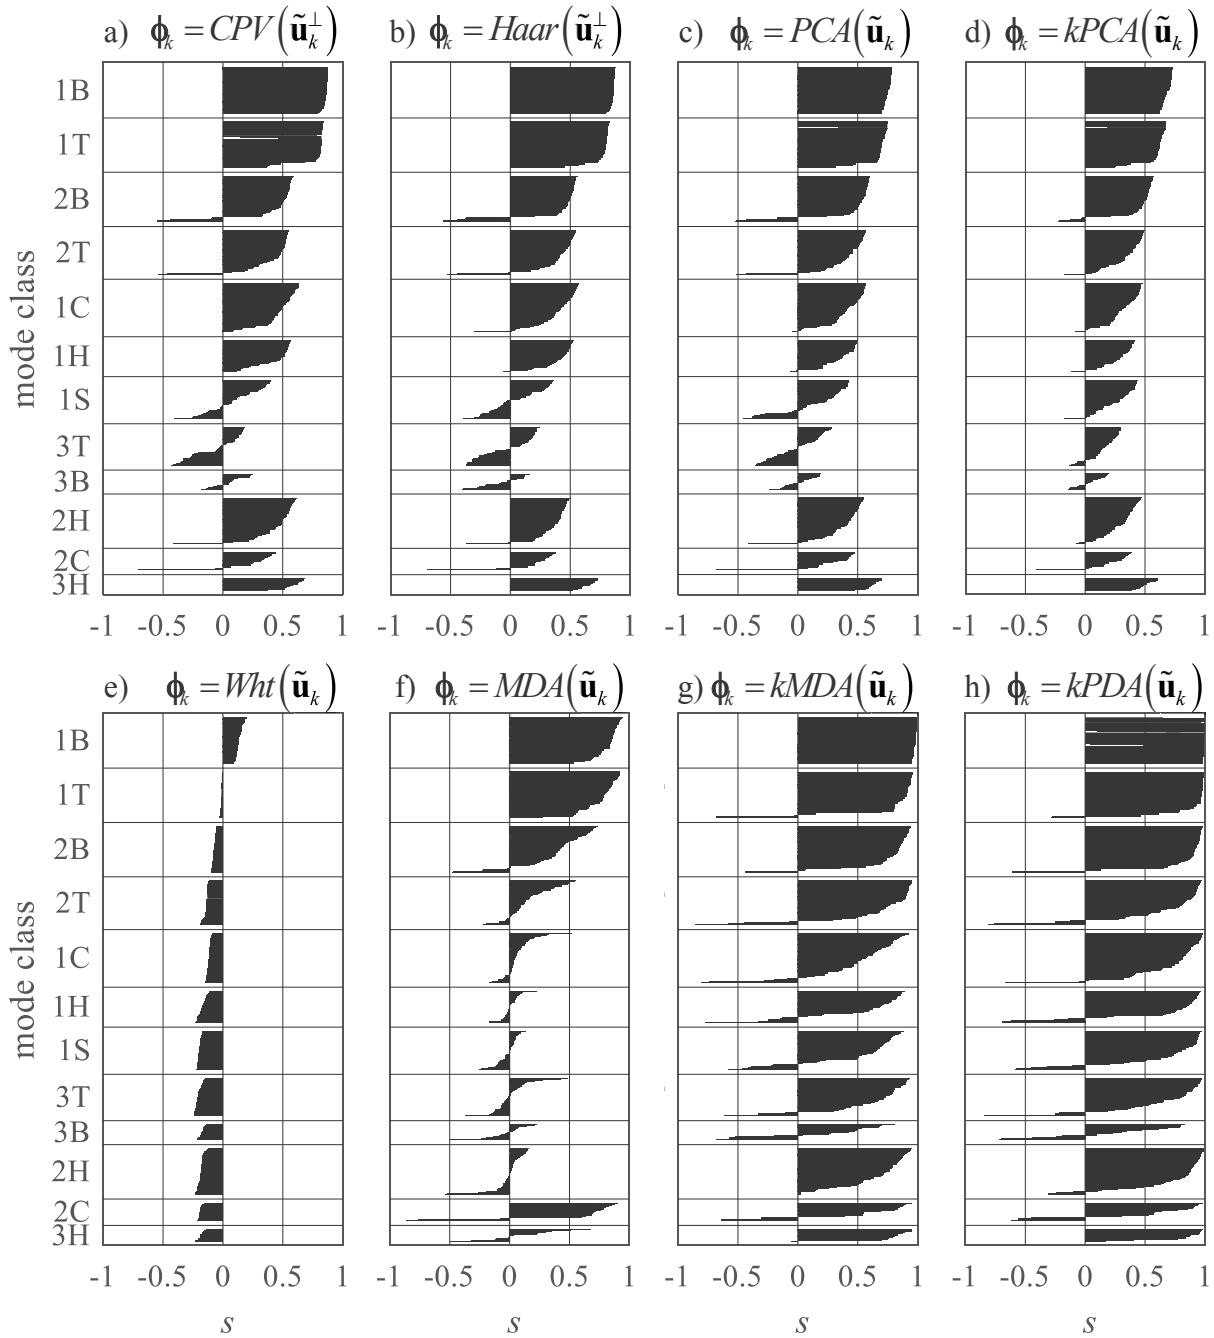 a) ϕₖ = CPV(ũₖ^⊥) b) ϕₖ = Haar(ũₖ^⊥) c) ϕₖ = PCA(ũₖ) d) ϕₖ = kPCA(ũₖ)
mode class
1B
1T
2B
2T
1C
1H
1S
3T
3B
2H
2C
3H
-1 -0.5 0 0.5 1 -1 -0.5 0 0.5 1 -1 -0.5 0 0.5 1 -1 -0.5 0 0.5 1
e) ϕₖ = Wht(ũₖ) f) ϕₖ = MDA(ũₖ) g) ϕₖ = kMDA(ũₖ) h) ϕₖ = kPDA(ũₖ)
mode class
1B
1T
2B
2T
1C
1H
1S
3T
3B
2H
2C
3H
-1 -0.5 0 0.5 1 -1 -0.5 0 0.5 1 -1 -0.5 0 0.5 1 -1 -0.5 0 0.5 1
s s s s